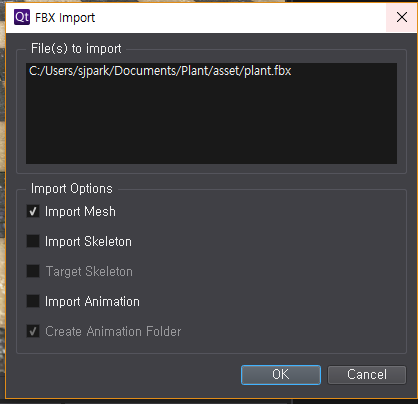 Qt FBX Import
File(s) to import
C:/Users/sjpark/Documents/Plant/asset/plant.fbx
Import Options
Import Mesh
Import Skeleton
Target Skeleton
Import Animation
Create Animation Folder
OK Cancel